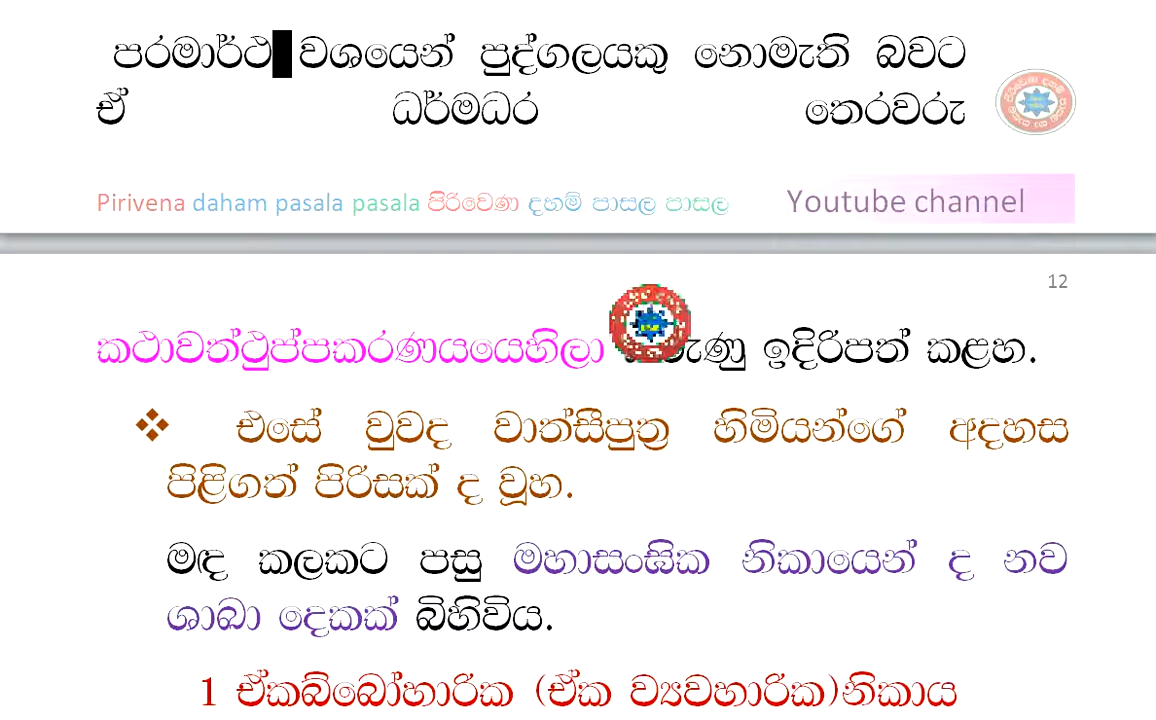 පරමාර්ථ වශයෙන් පුද්ගලයකු නොමැති බවට
ඒ ධර්මධර තෙරවරු
Pirivena daham pasala pasala පිරිවෙණ දහම් පාසල පාසල Youtube channel
12
කථාවත්ථුප්පකරණයයෙහිලා ඉදිරිපත් කළහ.
❖ එසේ වුවද වාත්සීපුත්‍ර හිමියන්ගේ අදහස
පිළිගත් පිරිසක් ද වූහ.
මඳ කලකට පසු මහාසංඝික නිකායෙන් ද නව
ශාඛා දෙකක් බිහිවිය.
1 ඒකබ්බෝහාරික (ඒක ව්‍යවහාරික)නිකාය